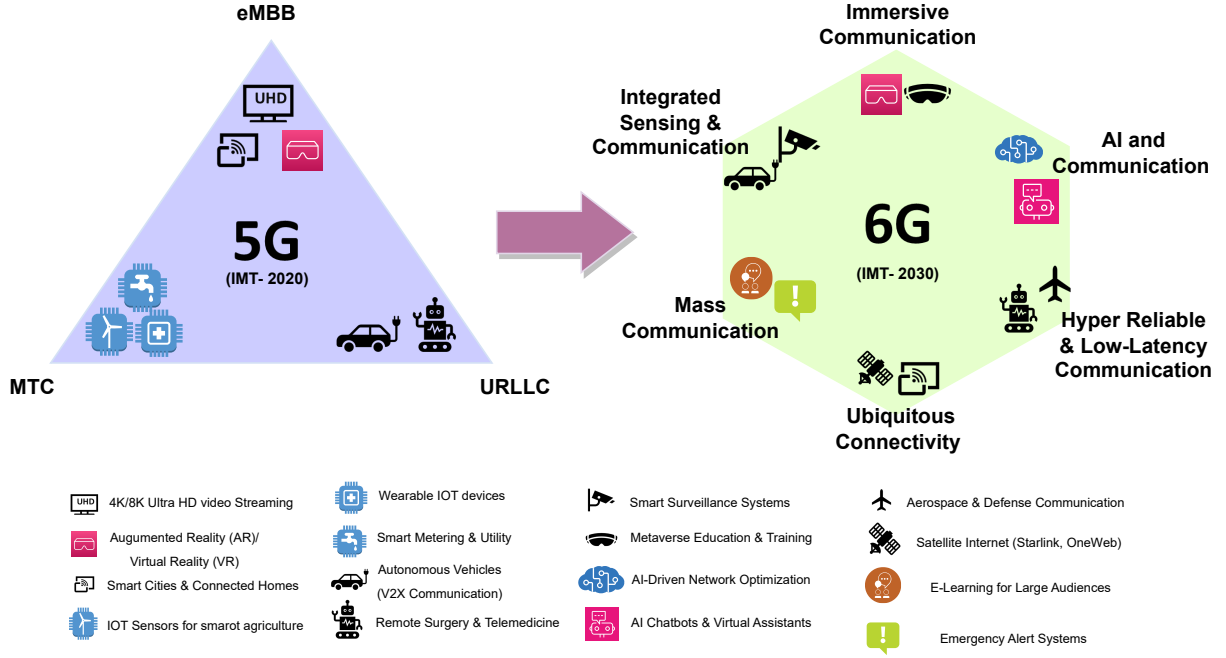 eMBB
UHD
5G
(IMT- 2020)
MTC
URLLC
Immersive
Communication
Integrated
Sensing &
Communication
AI and
Communication
6G
(IMT- 2030)
Mass
Communication
Hyper Reliable
& Low-Latency
Communication
Ubiquitous
Connectivity
UHD
4K/8K Ultra HD video Streaming
Augumented Reality (AR)/
Virtual Reality (VR)
Smart Cities & Connected Homes
IOT Sensors for smarot agriculture
Wearable IOT devices
Smart Metering & Utility
Autonomous Vehicles
(V2X Communication)
Remote Surgery & Telemedicine
Smart Surveillance Systems
Metaverse Education & Training
AI-Driven Network Optimization
AI Chatbots & Virtual Assistants
Aerospace & Defense Communication
Satellite Internet (Starlink, OneWeb)
E-Learning for Large Audiences
Emergency Alert Systems